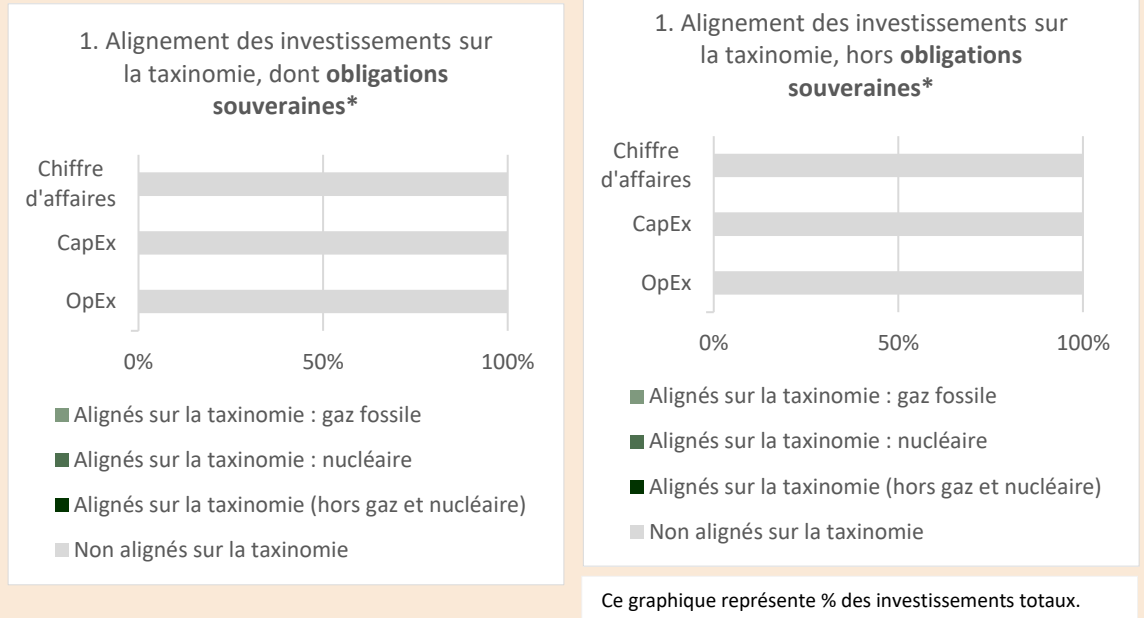 1. Alignement des investissements sur
la taxinomie, dont obligations
souveraines*
Chiffre
d'affaires
CapEx
OpEx
0%
50%
100%
Alignés sur la taxinomie : gaz fossile
Alignés sur la taxinomie : nucléaire
Alignés sur la taxinomie (hors gaz et nucléaire)
Non alignés sur la taxinomie
1. Alignement des investissements sur
la taxinomie, hors obligations
souveraines*
Chiffre
d'affaires
CapEx
OpEx
0%
50%
100%
Alignés sur la taxinomie : gaz fossile
Alignés sur la taxinomie : nucléaire
Alignés sur la taxinomie (hors gaz et nucléaire)
Non alignés sur la taxinomie
Ce graphique représente % des investissements totaux.